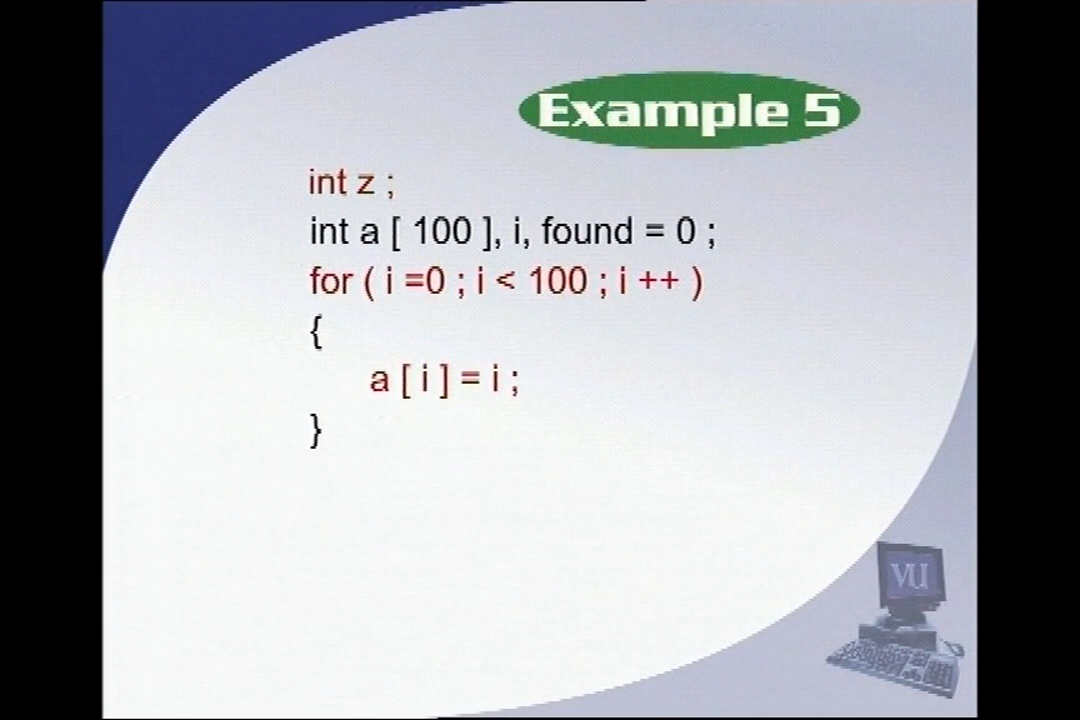 Example 5
int z ;
int a [ 100 ], i, found = 0 ;
for ( i =0 ; i < 100 ; i ++ )
{
a [ i ] = i ;
}
VU